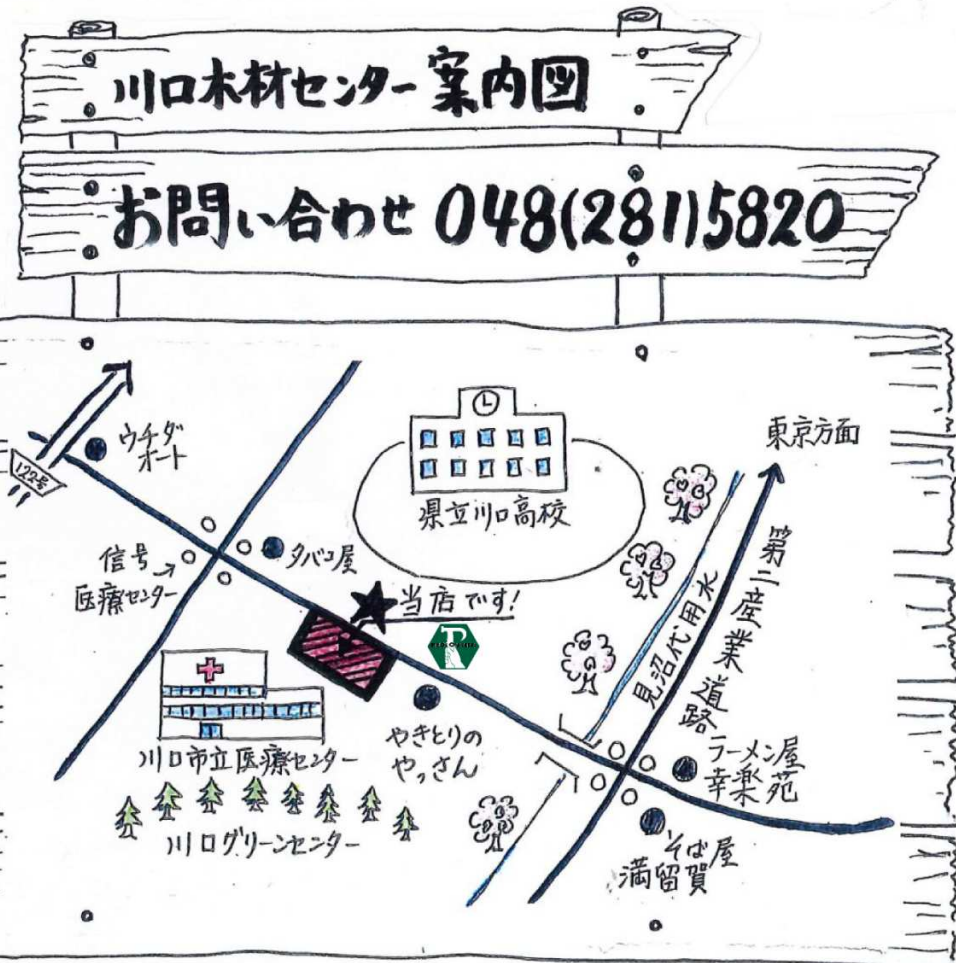 川口木材センター案内図
お問い合わせ 048(281)5820
122号
ウチダ
オート
信号
医療センター
タバコ屋
県立川口高校
東京方面
当店です!
見沼代用水
第二産業道路
川口市立医療センター
やきとりの
やっさん
川口グリーンセンター
ラーメン屋
幸楽苑
そば屋
満留賀